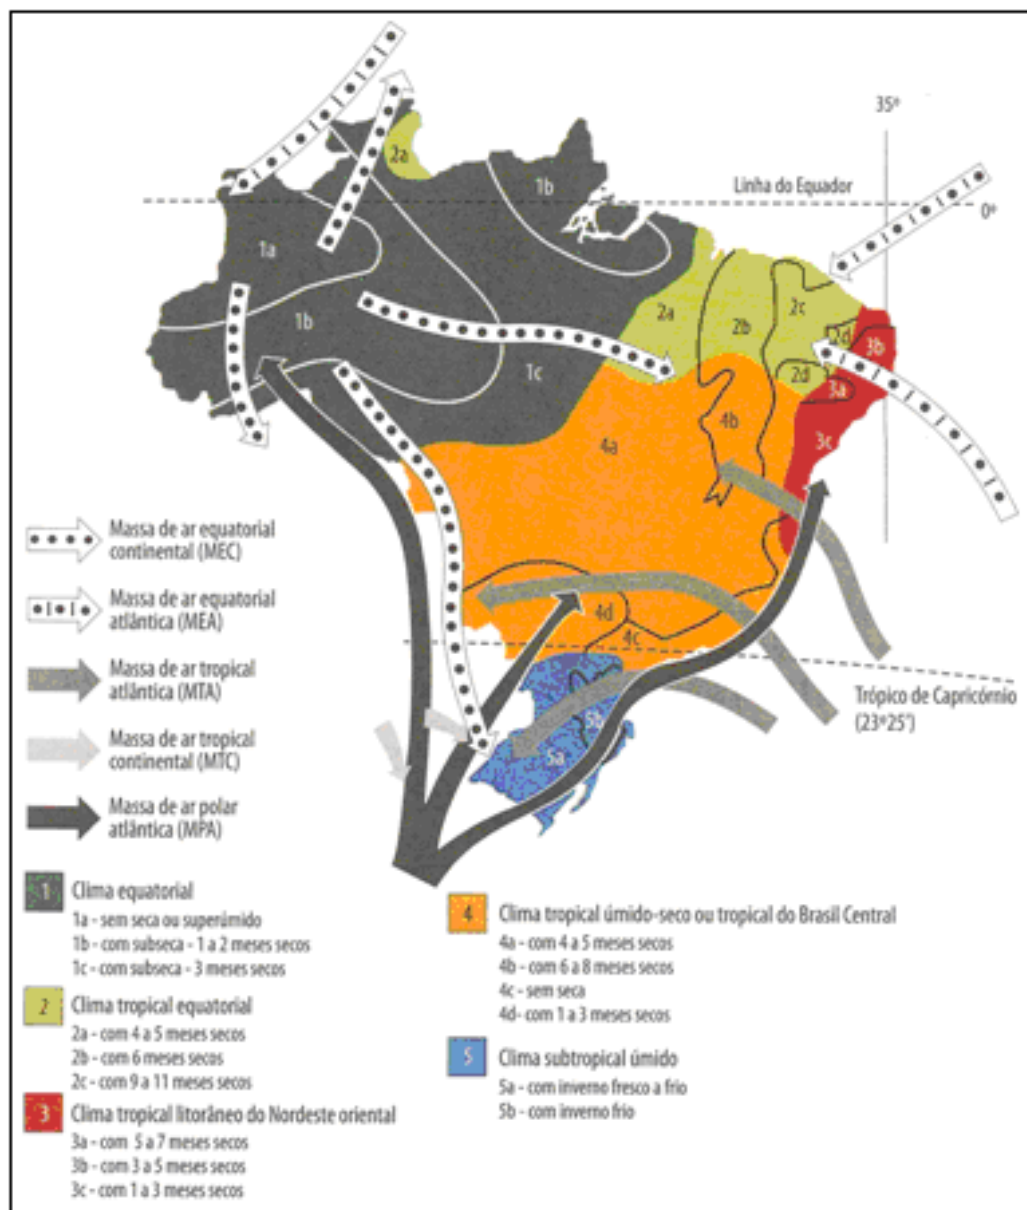 35º
2a
1b
Linha do Equador
0º
1a
2a
2b
2c
2d
3b
1b
1c
2d
3a
4a
4b
3c
Massa de ar equatorial
continental (MEC)
Massa de ar equatorial
atlântica (MEA)
4d
4c
Massa de ar tropical
atlântica (MTA)
Trópico de Capricórnio
(23º25')
5b
5a
Massa de ar tropical
continental (MTC)
Massa de ar polar
atlântica (MPA)
1 Clima equatorial
1a - sem seca ou superúmido
1b - com subseca - 1 a 2 meses secos
1c - com subseca - 3 meses secos
2 Clima tropical equatorial
2a - com 4 a 5 meses secos
2b - com 6 meses secos
2c - com 9 a 11 meses secos
3 Clima tropical litorâneo do Nordeste oriental
3a - com 5 a 7 meses secos
3b - com 3 a 5 meses secos
3c - com 1 a 3 meses secos
4 Clima tropical úmido-seco ou tropical do Brasil Central
4a - com 4 a 5 meses secos
4b - com 6 a 8 meses secos
4c - sem seca
4d- com 1 a 3 meses secos
5 Clima subtropical úmido
5a - com inverno fresco a frio
5b - com inverno frio